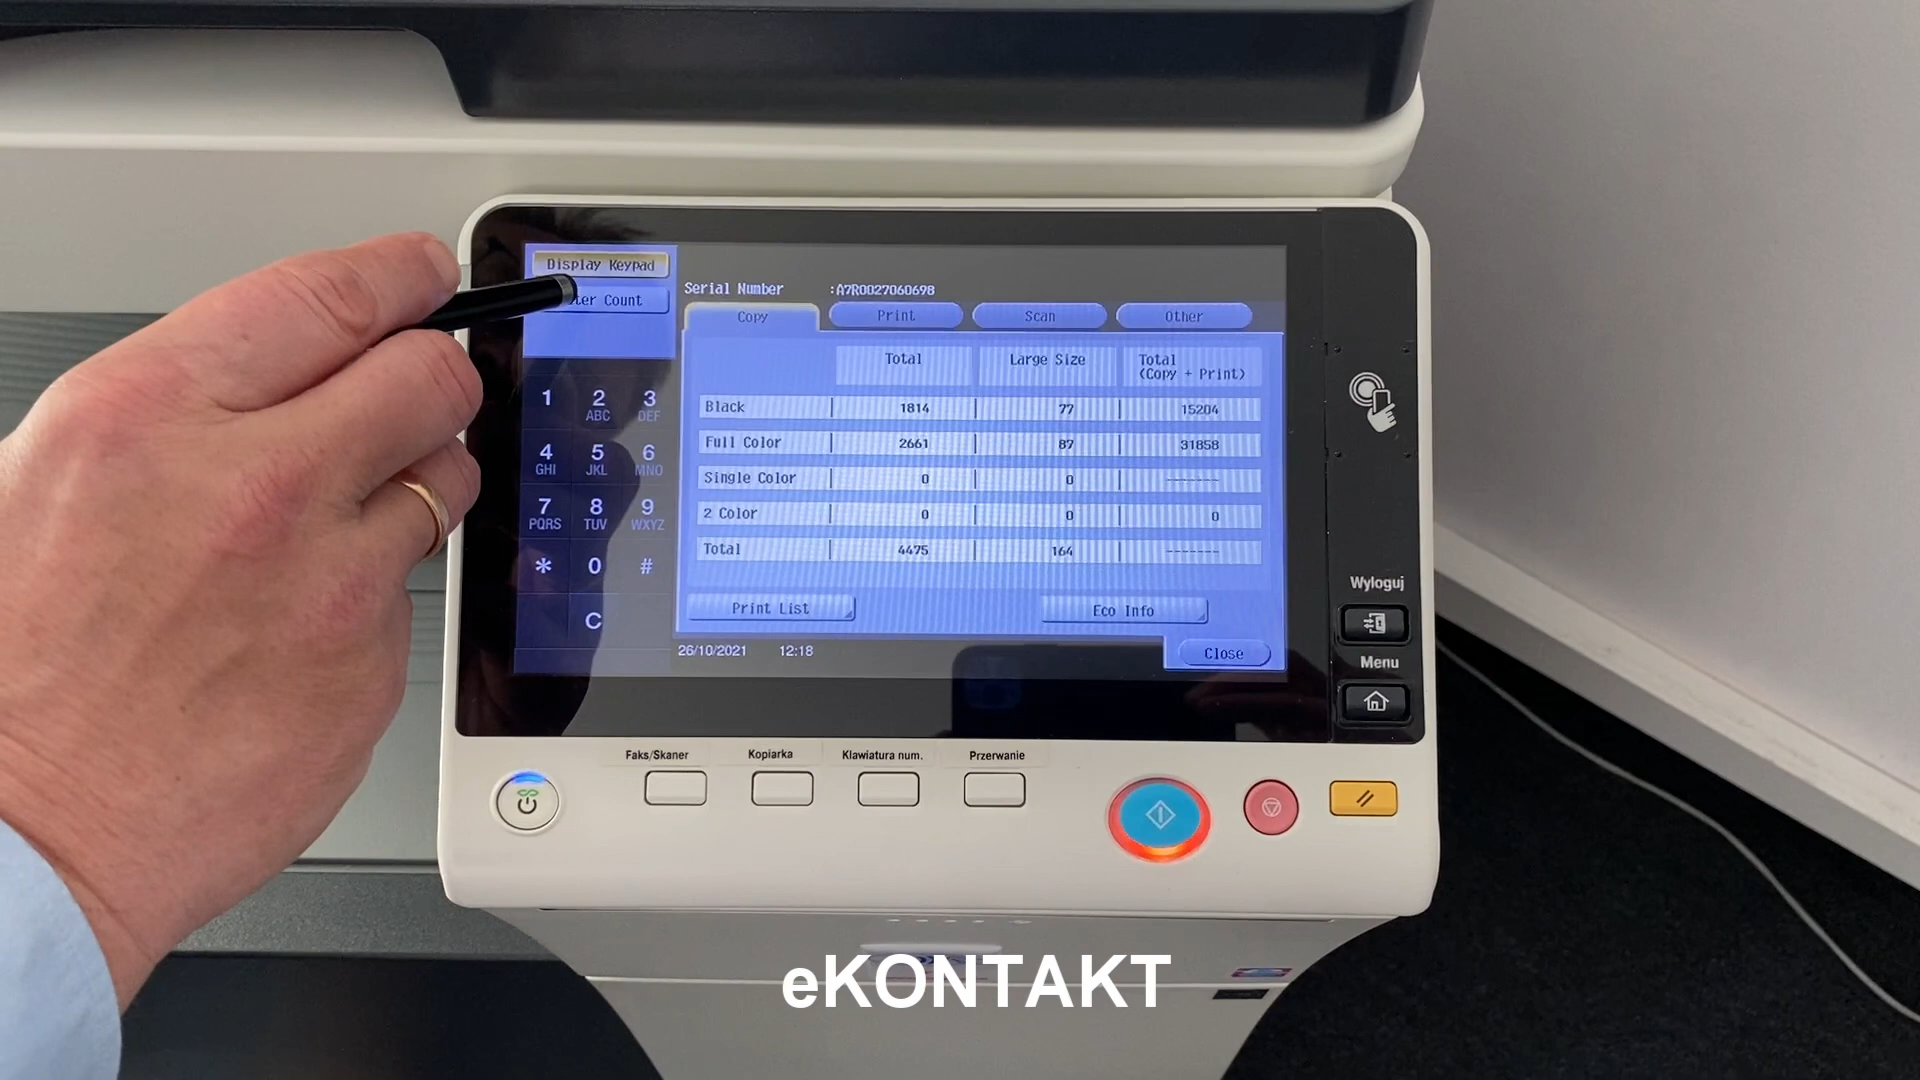 Display Keypad
ter Count
Serial Number :A7R0027060698
Copy Print Scan Other
Total Large Size Total (Copy + Print)
Black 1814 77 15204
Full Color 2661 87 31858
Single Color 0 0 -------
2 Color 0 0 0
Total 4475 164 -------
Print List Eco Info
26/10/2021 12:18 Close
1 2 ABC 3 DEF
4 GHI 5 JKL 6 MNO
7 PQRS 8 TUV 9 WXYZ
* 0 #
C
Wyloguj
Menu
Faks/Skaner Kopiarka Klawiatura num. Przerwanie
eKONTAKT